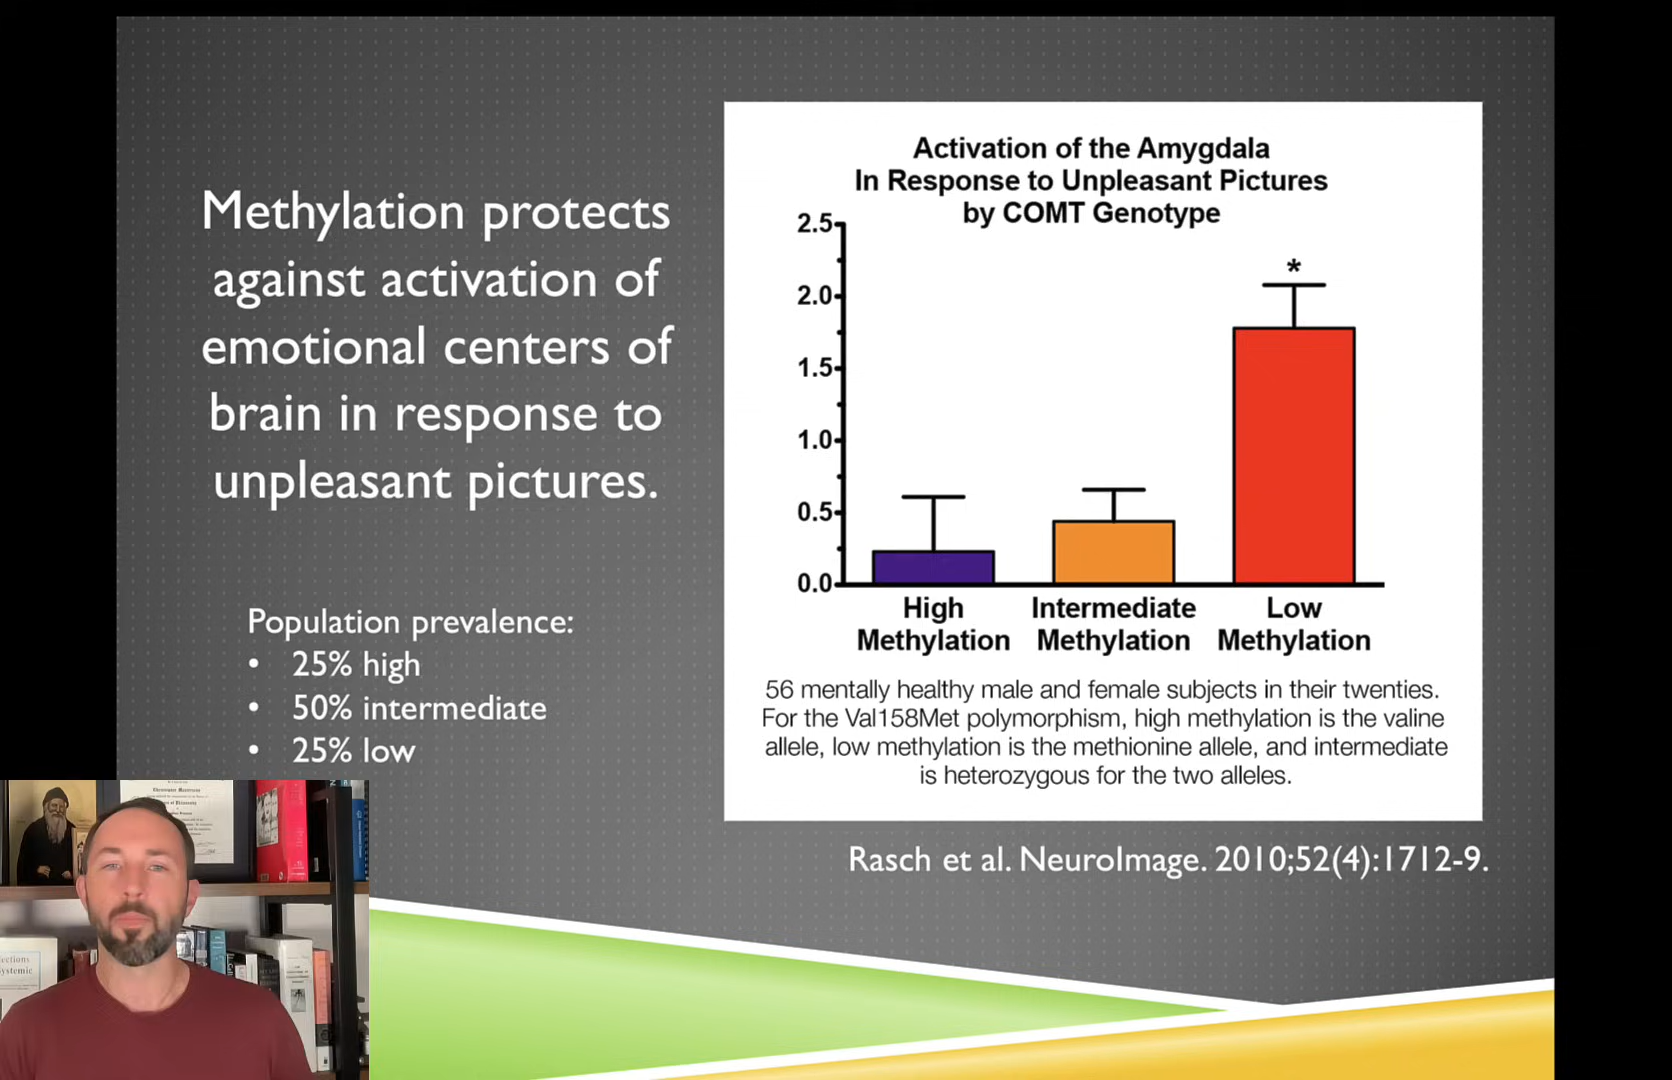 Methylation protects
against activation of
emotional centers of
brain in response to
unpleasant pictures.
Population prevalence:
• 25% high
• 50% intermediate
• 25% low
Activation of the Amygdala
In Response to Unpleasant Pictures
by COMT Genotype
2.5
2.0
1.5
1.0
0.5
0.0
*
High
Methylation
Intermediate
Methylation
Low
Methylation
56 mentally healthy male and female subjects in their twenties.
For the Val158Met polymorphism, high methylation is the valine
allele, low methylation is the methionine allele, and intermediate
is heterozygous for the two alleles.
Rasch et al. NeuroImage. 2010;52(4):1712-9.